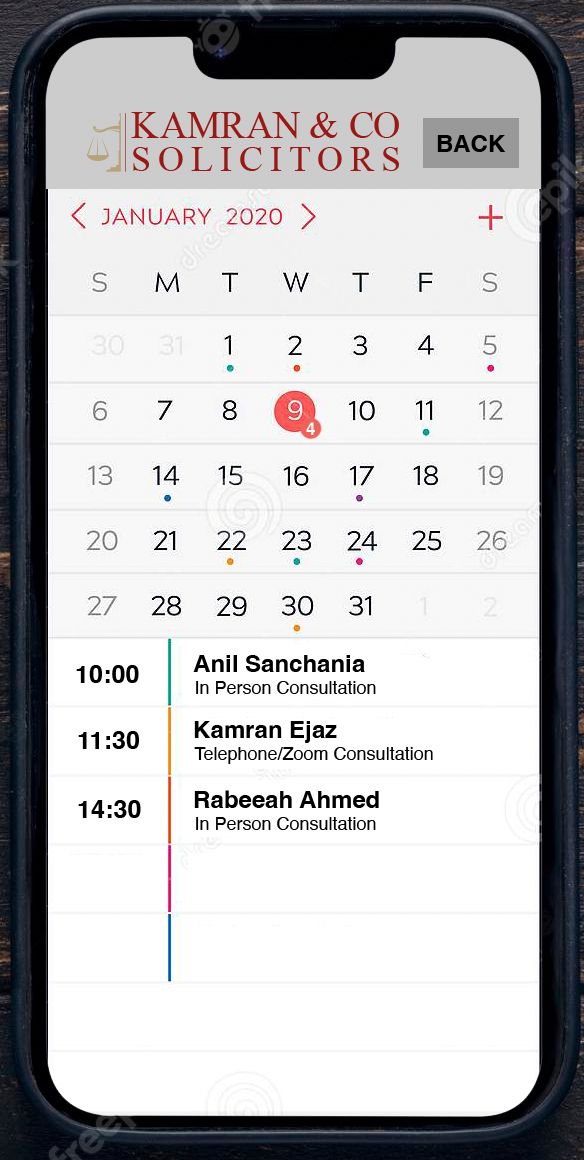 KAMRAN & CO
SOLICITORS
BACK
< JANUARY 2020 > +
S M T W T F S
30 31 1 2 3 4 5
6 7 8 9 10 11 12
4
13 14 15 16 17 18 19
20 21 22 23 24 25 26
27 28 29 30 31 1 2
10:00 Anil Sanchania
In Person Consultation
11:30 Kamran Ejaz
Telephone/Zoom Consultation
14:30 Rabeeah Ahmed
In Person Consultation